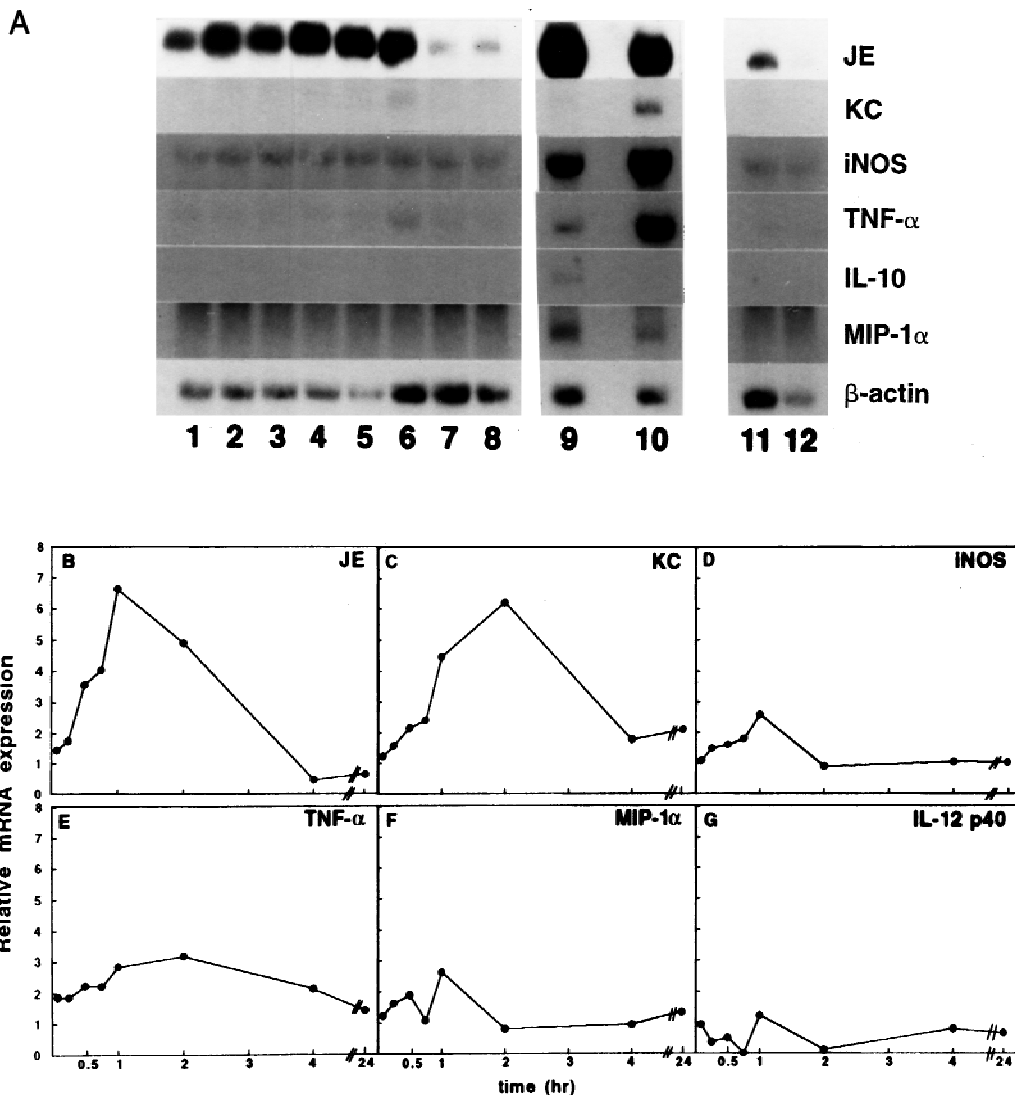 A
JE
KC
iNOS
TNF-α
IL-10
MIP-1α
β-actin
1 2 3 4 5 6 7 8 9 10 11 12
B JE C KC D iNOS
8
7
6
5
4
3
2
1
0
E TNF-α F MIP-1α G IL-12 p40
8
7
6
5
4
3
2
1
0
0.5 1 2 3 4 24 0.5 1 2 3 4 24 0.5 1 2 3 4 24
time (hr)
Relative mRNA expression